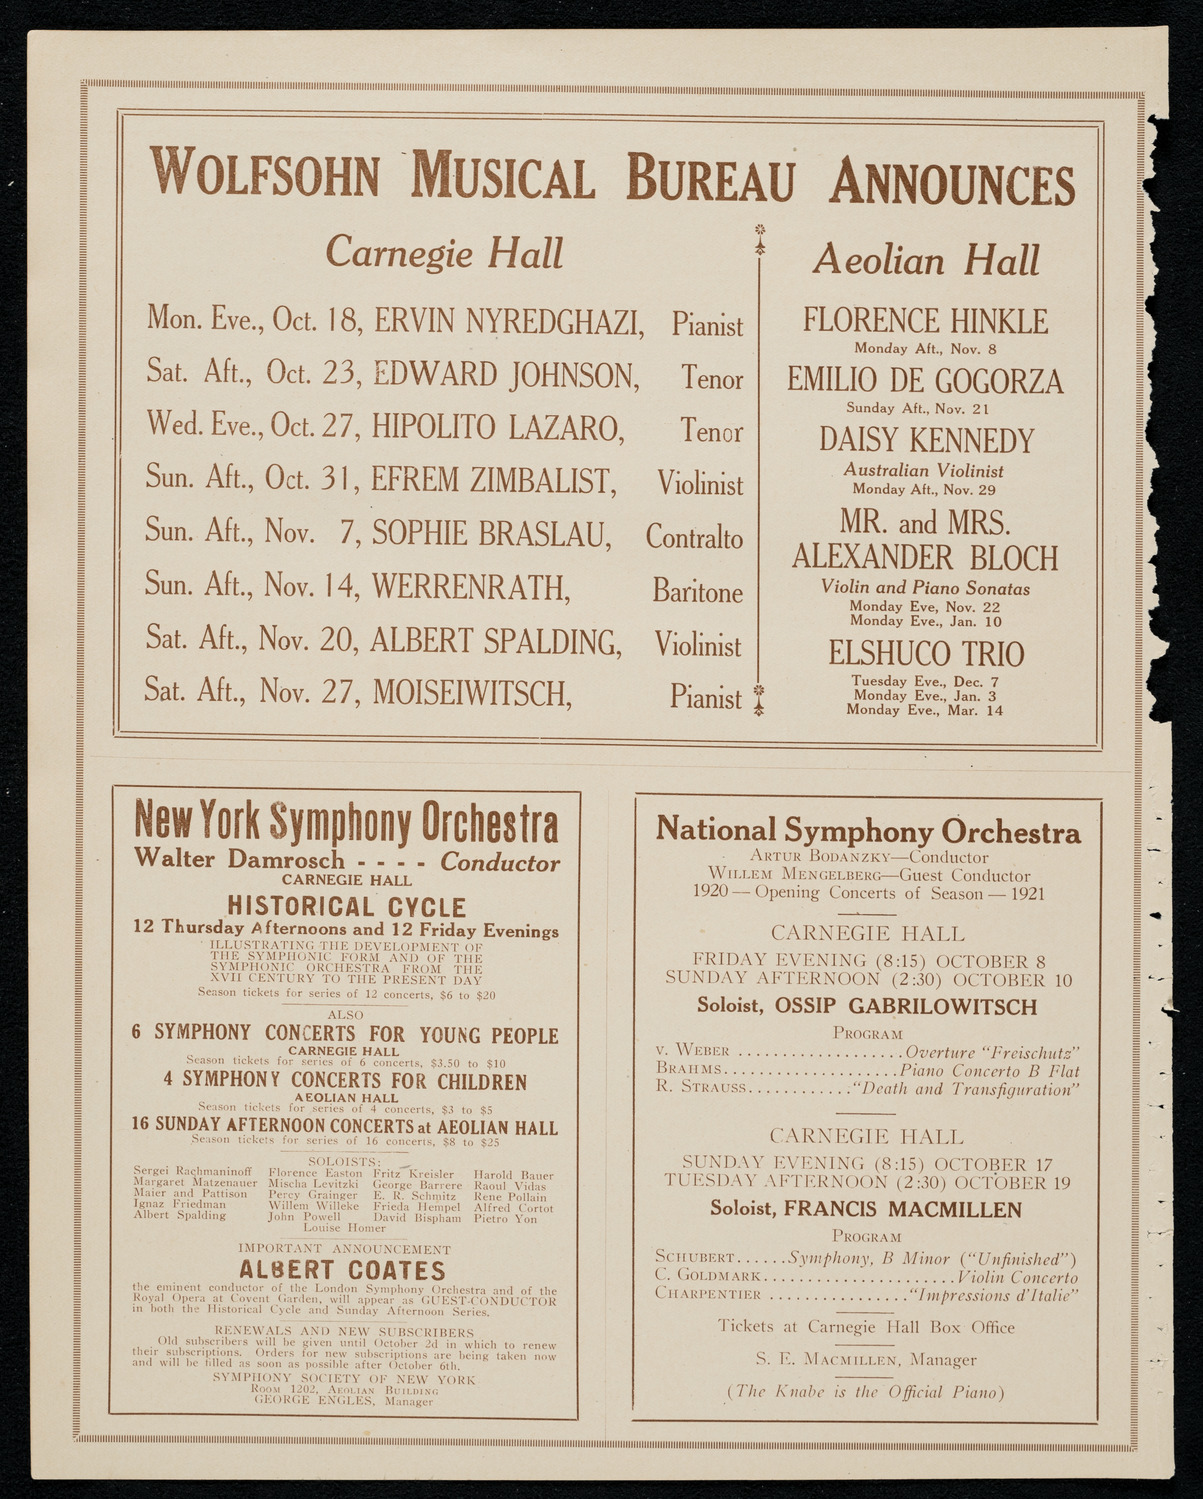 WOLFSOHN MUSICAL BUREAU ANNOUNCES
Carnegie Hall
Mon. Eve., Oct. 18, ERVIN NYREDGHAZI, Pianist
Sat. Aft., Oct. 23, EDWARD JOHNSON, Tenor
Wed. Eve., Oct. 27, HIPOLITO LAZARO, Tenor
Sun. Aft., Oct. 31, EFREM ZIMBALIST, Violinist
Sun. Aft., Nov. 7, SOPHIE BRASLAU, Contralto
Sun. Aft., Nov. 14, WERRENRATH, Baritone
Sat. Aft., Nov. 20, ALBERT SPALDING, Violinist
Sat. Aft., Nov. 27, MOISEIWITSCH, Pianist
Aeolian Hall
FLORENCE HINKLE
Monday Aft., Nov. 8
EMILIO DE GOGORZA
Sunday Aft., Nov. 21
DAISY KENNEDY
Australian Violinist
Monday Aft., Nov. 29
MR. and MRS.
ALEXANDER BLOCH
Violin and Piano Sonatas
Monday Eve, Nov. 22
Monday Eve., Jan. 10
ELSHUCO TRIO
Tuesday Eve., Dec. 7
Monday Eve., Jan. 3
Monday Eve., Mar. 14
New York Symphony Orchestra
Walter Damrosch - - - - Conductor
CARNEGIE HALL
HISTORICAL CYCLE
12 Thursday Afternoons and 12 Friday Evenings
ILLUSTRATING THE DEVELOPMENT OF
THE SYMPHONIC FORM AND OF THE
SYMPHONIC ORCHESTRA FROM THE
XVII CENTURY TO THE PRESENT DAY
Season tickets for series of 12 concerts, $6 to $20
ALSO
6 SYMPHONY CONCERTS FOR YOUNG PEOPLE
CARNEGIE HALL
Season tickets for series of 6 concerts, $3.50 to $10
4 SYMPHONY CONCERTS FOR CHILDREN
AEOLIAN HALL
Season tickets for series of 4 concerts, $3 to $5
16 SUNDAY AFTERNOON CONCERTS at AEOLIAN HALL
Season tickets for series of 16 concerts, $8 to $25
SOLOISTS:
Sergei Rachmaninoff Florence Easton Fritz Kreisler Harold Bauer
Margaret Matzenauer Mischa Levitzki George Barrere Raoul Vidas
Maier and Pattison Percy Grainger E. R. Schmitz Rene Pollain
Ignaz Friedman Willem Willeke Frieda Hempel Alfred Cortot
Albert Spalding John Powell David Bispham Pietro Yon
Louise Homer
IMPORTANT ANNOUNCEMENT
ALBERT COATES
the eminent conductor of the London Symphony Orchestra and of the
Royal Opera at Covent Garden, will appear as GUEST-CONDUCTOR
in both the Historical Cycle and Sunday Afternoon Series.
RENEWALS AND NEW SUBSCRIBERS
Old subscribers will be given until October 2d in which to renew
their subscriptions. Orders for new subscriptions are being taken now
and will be filled as soon as possible after October 6th.
SYMPHONY SOCIETY OF NEW YORK
ROOM 1202, AEOLIAN BUILDING
GEORGE ENGLES, Manager
National Symphony Orchestra
ARTUR BODANZKY—Conductor
WILLEM MENGELBERG—Guest Conductor
1920 — Opening Concerts of Season — 1921
CARNEGIE HALL
FRIDAY EVENING (8:15) OCTOBER 8
SUNDAY AFTERNOON (2:30) OCTOBER 10
Soloist, OSSIP GABRILOWITSCH
PROGRAM
V. WEBER ....................Overture "Freischutz"
BRAHMS.....................Piano Concerto B Flat
R. STRAUSS............"Death and Transfiguration"
CARNEGIE HALL
SUNDAY EVENING (8:15) OCTOBER 17
TUESDAY AFTERNOON (2:30) OCTOBER 19
Soloist, FRANCIS MACMILLEN
PROGRAM
SCHUBERT......Symphony, B Minor ("Unfinished")
C. GOLDMARK.......................Violin Concerto
CHARPENTIER ................."Impressions d'Italie"
Tickets at Carnegie Hall Box Office
S. E. MACMILLEN, Manager
(The Knabe is the Official Piano)